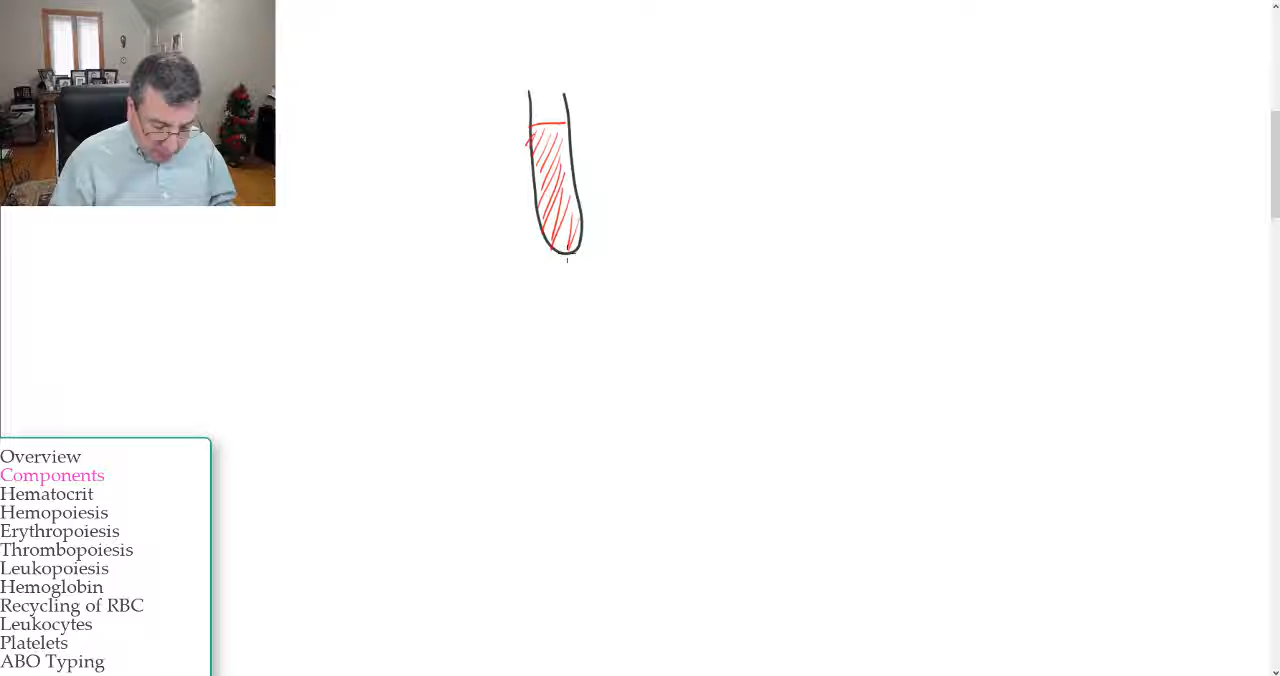 Overview
Components
Hematocrit
Hemopoiesis
Erythropoiesis
Thrombopoiesis
Leukopoiesis
Hemoglobin
Recycling of RBC
Leukocytes
Platelets
ABO Typing